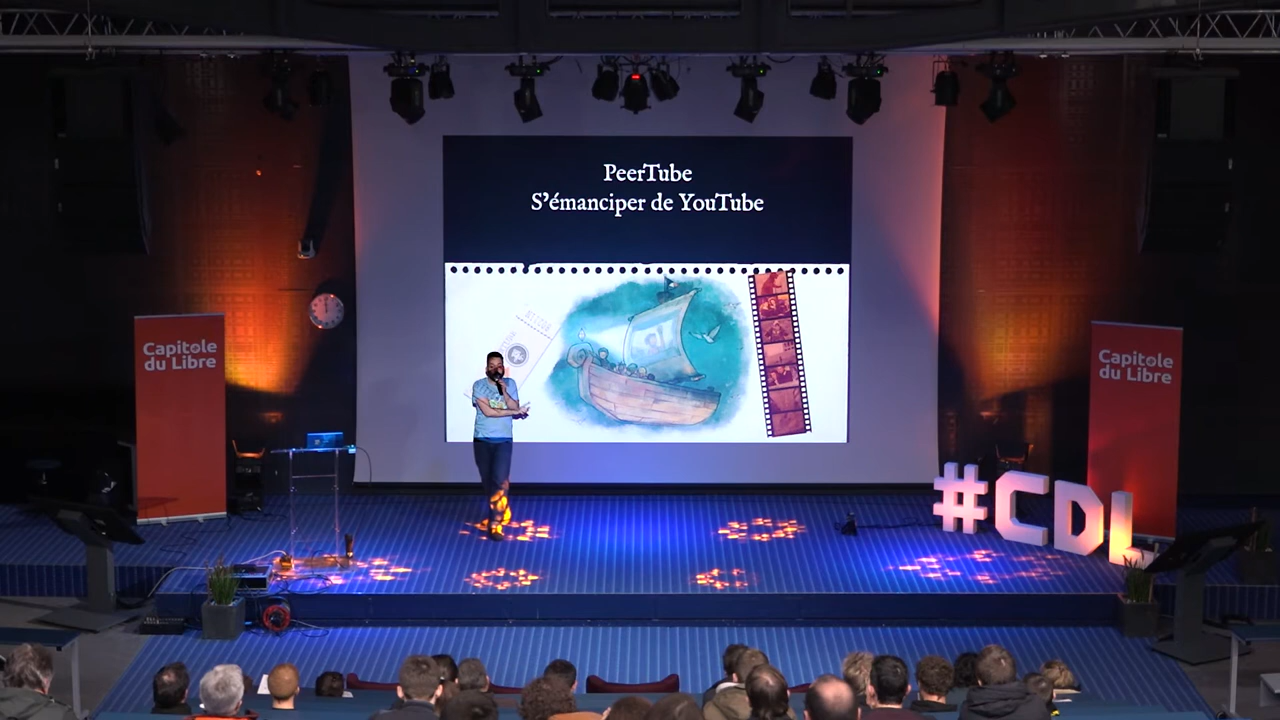 PeerTube
S'émanciper de YouTube
Capitole
du Libre
Capitole
du Libre
#CDL